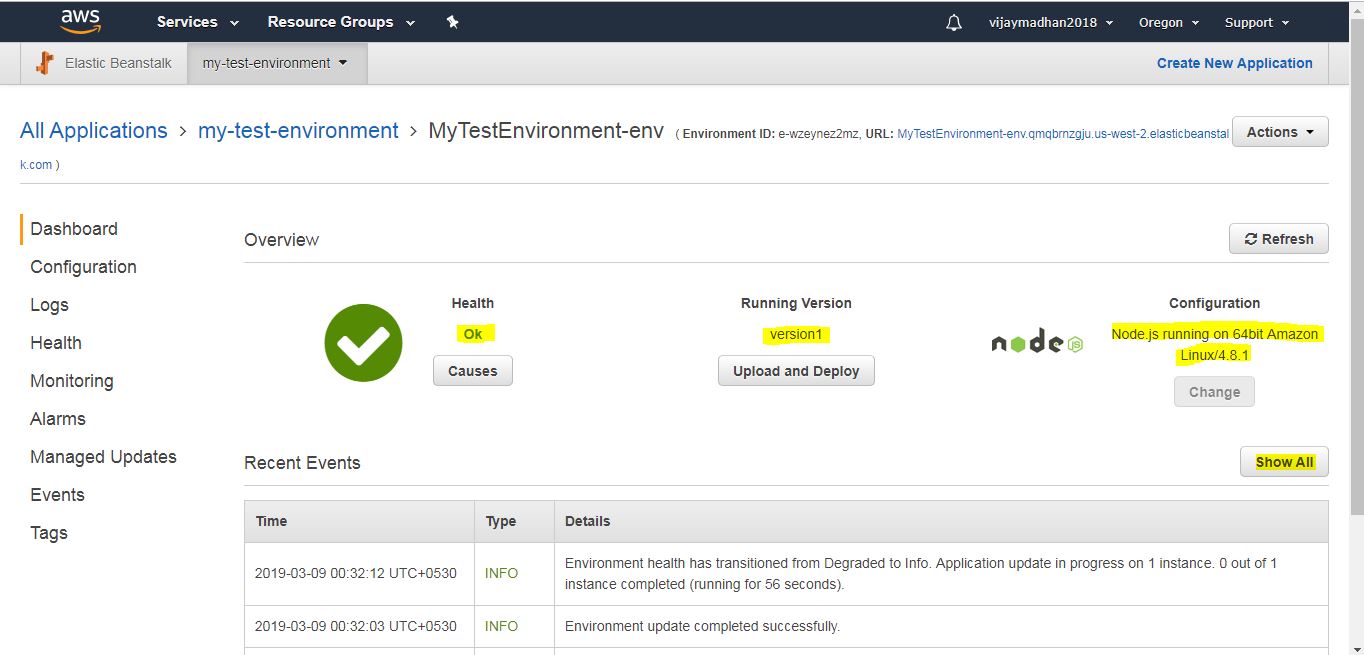 aws Services Resource Groups vijaymadhan2018 Oregon Support
Elastic Beanstalk my-test-environment Create New Application
All Applications > my-test-environment > MyTestEnvironment-env ( Environment ID: e-wzeynez2mz, URL: MyTestEnvironment-env.qmqbrnzgju.us-west-2.elasticbeanstal Actions
k.com )
Dashboard
Configuration
Logs
Health
Monitoring
Alarms
Managed Updates
Events
Tags
Overview Refresh
Health
Ok
Causes
Running Version
version1
Upload and Deploy
node JS
Configuration
Node.js running on 64bit Amazon
Linux/4.8.1
Change
Recent Events Show All
Time Type Details
2019-03-09 00:32:12 UTC+0530 INFO Environment health has transitioned from Degraded to Info. Application update in progress on 1 instance. 0 out of 1
instance completed (running for 56 seconds).
2019-03-09 00:32:03 UTC+0530 INFO Environment update completed successfully.